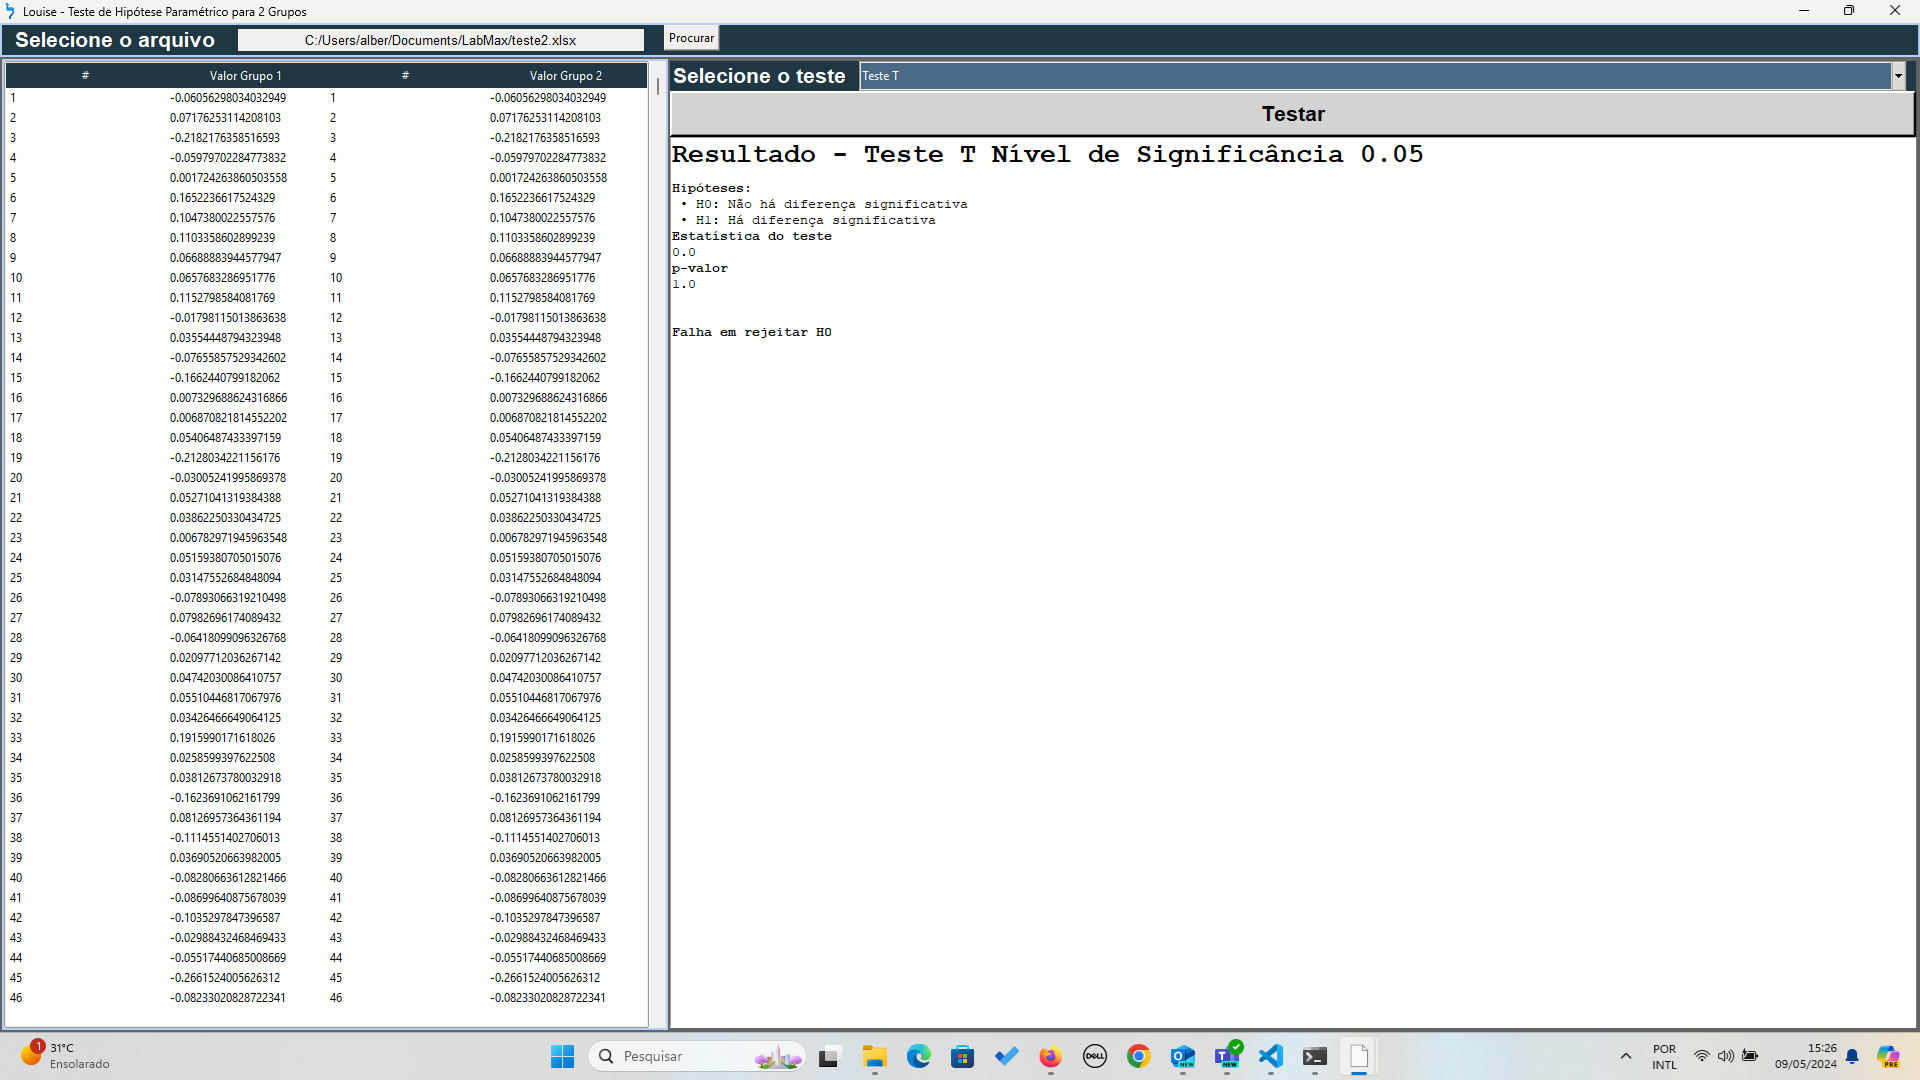 Louise - Teste de Hipótese Paramétrico para 2 Grupos
Selecione o arquivo C:/Users/alber/Documents/LabMax/teste2.xlsx Procurar
# Valor Grupo 1 # Valor Grupo 2
1 -0.06056298034032949 1 -0.06056298034032949
2 0.07176253114208103 2 0.07176253114208103
3 -0.2182176358516593 3 -0.2182176358516593
4 -0.05979702284773832 4 -0.05979702284773832
5 0.001724263860503558 5 0.001724263860503558
6 0.1652236617524329 6 0.1652236617524329
7 0.1047380022557576 7 0.1047380022557576
8 0.1103358602899239 8 0.1103358602899239
9 0.06688883944577947 9 0.06688883944577947
10 0.0657683286951776 10 0.0657683286951776
11 0.1152798584081769 11 0.1152798584081769
12 -0.01798115013863638 12 -0.01798115013863638
13 0.03554448794323948 13 0.03554448794323948
14 -0.07655857529342602 14 -0.07655857529342602
15 -0.1662440799182062 15 -0.1662440799182062
16 0.007329688624316866 16 0.007329688624316866
17 0.006870821814552202 17 0.006870821814552202
18 0.05406487433397159 18 0.05406487433397159
19 -0.2128034221156176 19 -0.2128034221156176
20 -0.03005241995869378 20 -0.03005241995869378
21 0.05271041319384388 21 0.05271041319384388
22 0.03862250330434725 22 0.03862250330434725
23 0.006782971945963548 23 0.006782971945963548
24 0.05159380705015076 24 0.05159380705015076
25 0.03147552684848094 25 0.03147552684848094
26 -0.07893066319210498 26 -0.07893066319210498
27 0.07982696174089432 27 0.07982696174089432
28 -0.06418099096326768 28 -0.06418099096326768
29 0.02097712036267142 29 0.02097712036267142
30 0.04742030086410757 30 0.04742030086410757
31 0.05510446817067976 31 0.05510446817067976
32 0.03426466649064125 32 0.03426466649064125
33 0.1915990171618026 33 0.1915990171618026
34 0.0258599397622508 34 0.0258599397622508
35 0.03812673780032918 35 0.03812673780032918
36 -0.1623691062161799 36 -0.1623691062161799
37 0.08126957364361194 37 0.08126957364361194
38 -0.1114551402706013 38 -0.1114551402706013
39 0.03690520663982005 39 0.03690520663982005
40 -0.08280663612821466 40 -0.08280663612821466
41 -0.08699640875678039 41 -0.08699640875678039
42 -0.1035297847396587 42 -0.1035297847396587
43 -0.02988432468469433 43 -0.02988432468469433
44 -0.05517440685008669 44 -0.05517440685008669
45 -0.2661524005626312 45 -0.2661524005626312
46 -0.08233020828722341 46 -0.08233020828722341
Selecione o teste Teste T
Testar
Resultado - Teste T Nível de Significância 0.05
Hipóteses:
• H0: Não há diferença significativa
• H1: Há diferença significativa
Estatística do teste
0.0
p-valor
1.0
Falha em rejeitar H0
1
31°C
Ensolarado
Pesquisar
DELL
NEW
NEW
POR
INTL
15:26
09/05/2024
PRE